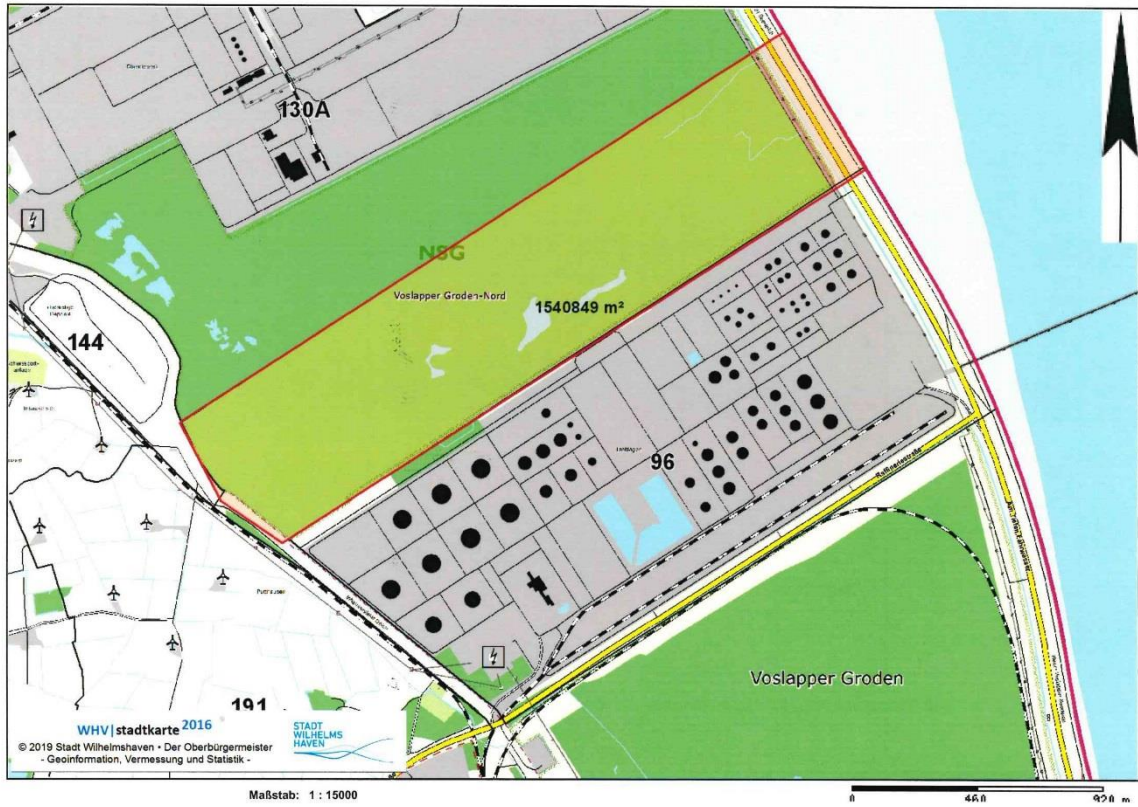 130A
NSG
Voslapper Groden-Nord
1540849 m²
144
96
Raffineriestraße
Voslapper Groden
191
WHV|stadtkarte 2016
STADT
WILHELMS
HAVEN
© 2019 Stadt Wilhelmshaven • Der Oberbürgermeister
- Geoinformation, Vermessung und Statistik -
Maßstab: 1 : 15000
0 460 920 m